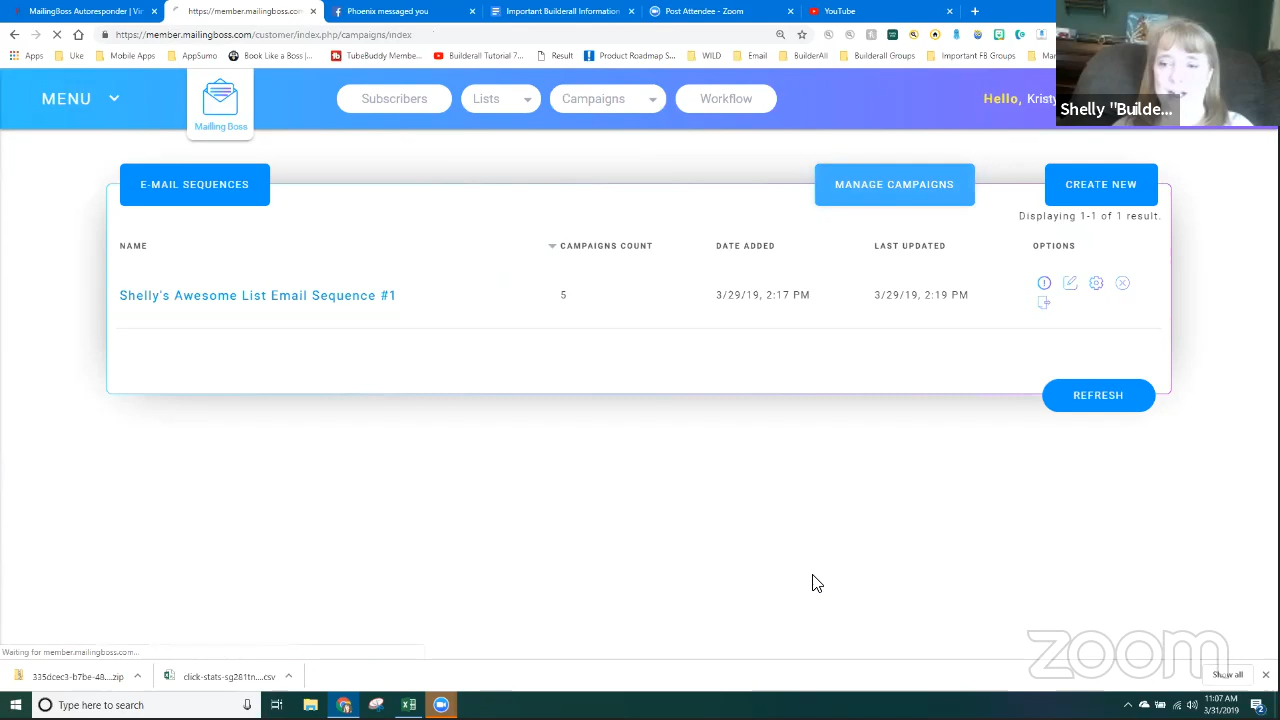 MailingBoss Autoresponder | Vi
https://member.mailingboss.com/
Phoenix messaged you
Important Builderall Information
Post Attendee - Zoom
YouTube
https://member.mailingboss.com/customer/index.php/campaigns/index
Apps
Uke
Mobile Apps
AppSumo
Book Like a Boss |...
TubeBuddy Membe...
Builderall Tutorial 7...
Result
Product Roadmap S...
WILD
Email
BuilderAll
Builderall Groups
Important FB Groups
MENU
Mailling Boss
Subscribers
Lists
Campaigns
Workflow
Hello, Kristy
Shelly "Builde...
E-MAIL SEQUENCES
MANAGE CAMPAIGNS
CREATE NEW
Displaying 1-1 of 1 result.
NAME
CAMPAIGNS COUNT
DATE ADDED
LAST UPDATED
OPTIONS
Shelly's Awesome List Email Sequence #1
5
3/29/19, 2:17 PM
3/29/19, 2:19 PM
REFRESH
zoom
Waiting for member.mailingboss.com...
335dcec3-b7be-48....zip
click-stats-sg281tn....csv
Show all
Type here to search
11:07 AM
3/31/2019
2